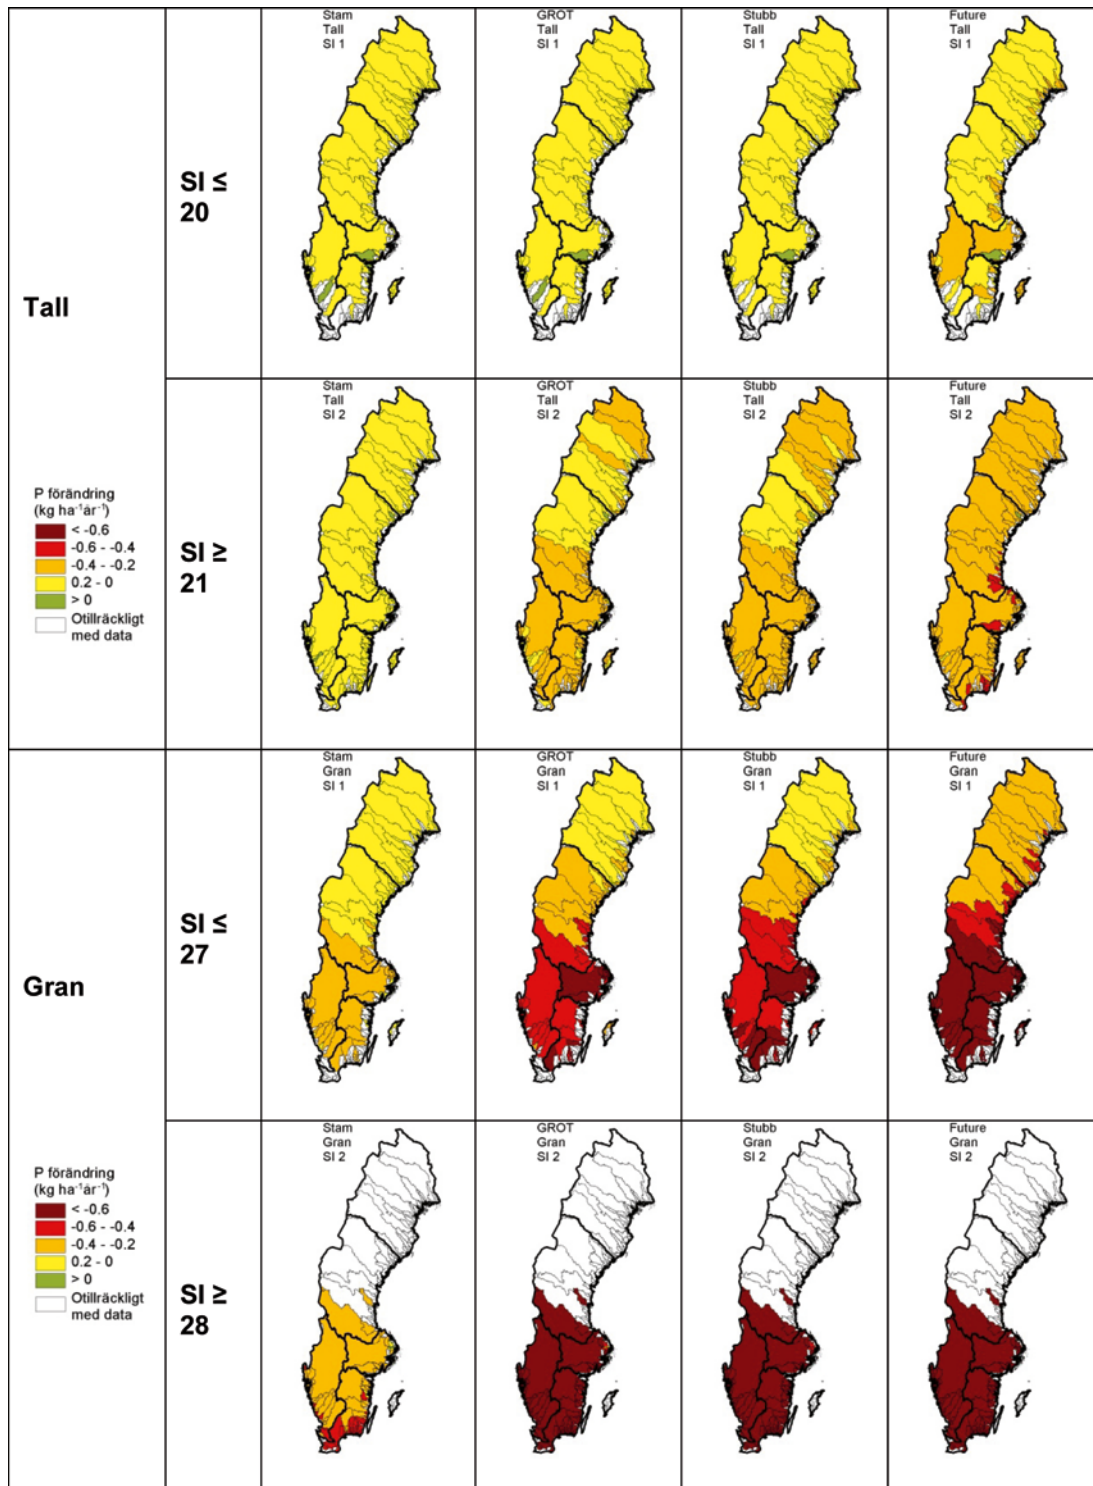 Tall
SI ≤
20
Stam
Tall
SI 1
GROT
Tall
SI 1
Stubb
Tall
SI 1
Future
Tall
SI 1
P förändring
(kg ha⁻¹år⁻¹)
< -0.6
-0.6 - -0.4
-0.4 - -0.2
0.2 - 0
> 0
Otillräckligt
med data
SI ≥
21
Stam
Tall
SI 2
GROT
Tall
SI 2
Stubb
Tall
SI 2
Future
Tall
SI 2
Gran
SI ≤
27
Stam
Gran
SI 1
GROT
Gran
SI 1
Stubb
Gran
SI 1
Future
Gran
SI 1
P förändring
(kg ha⁻¹år⁻¹)
< -0.6
-0.6 - -0.4
-0.4 - -0.2
0.2 - 0
> 0
Otillräckligt
med data
SI ≥
28
Stam
Gran
SI 2
GROT
Gran
SI 2
Stubb
Gran
SI 2
Future
Gran
SI 2